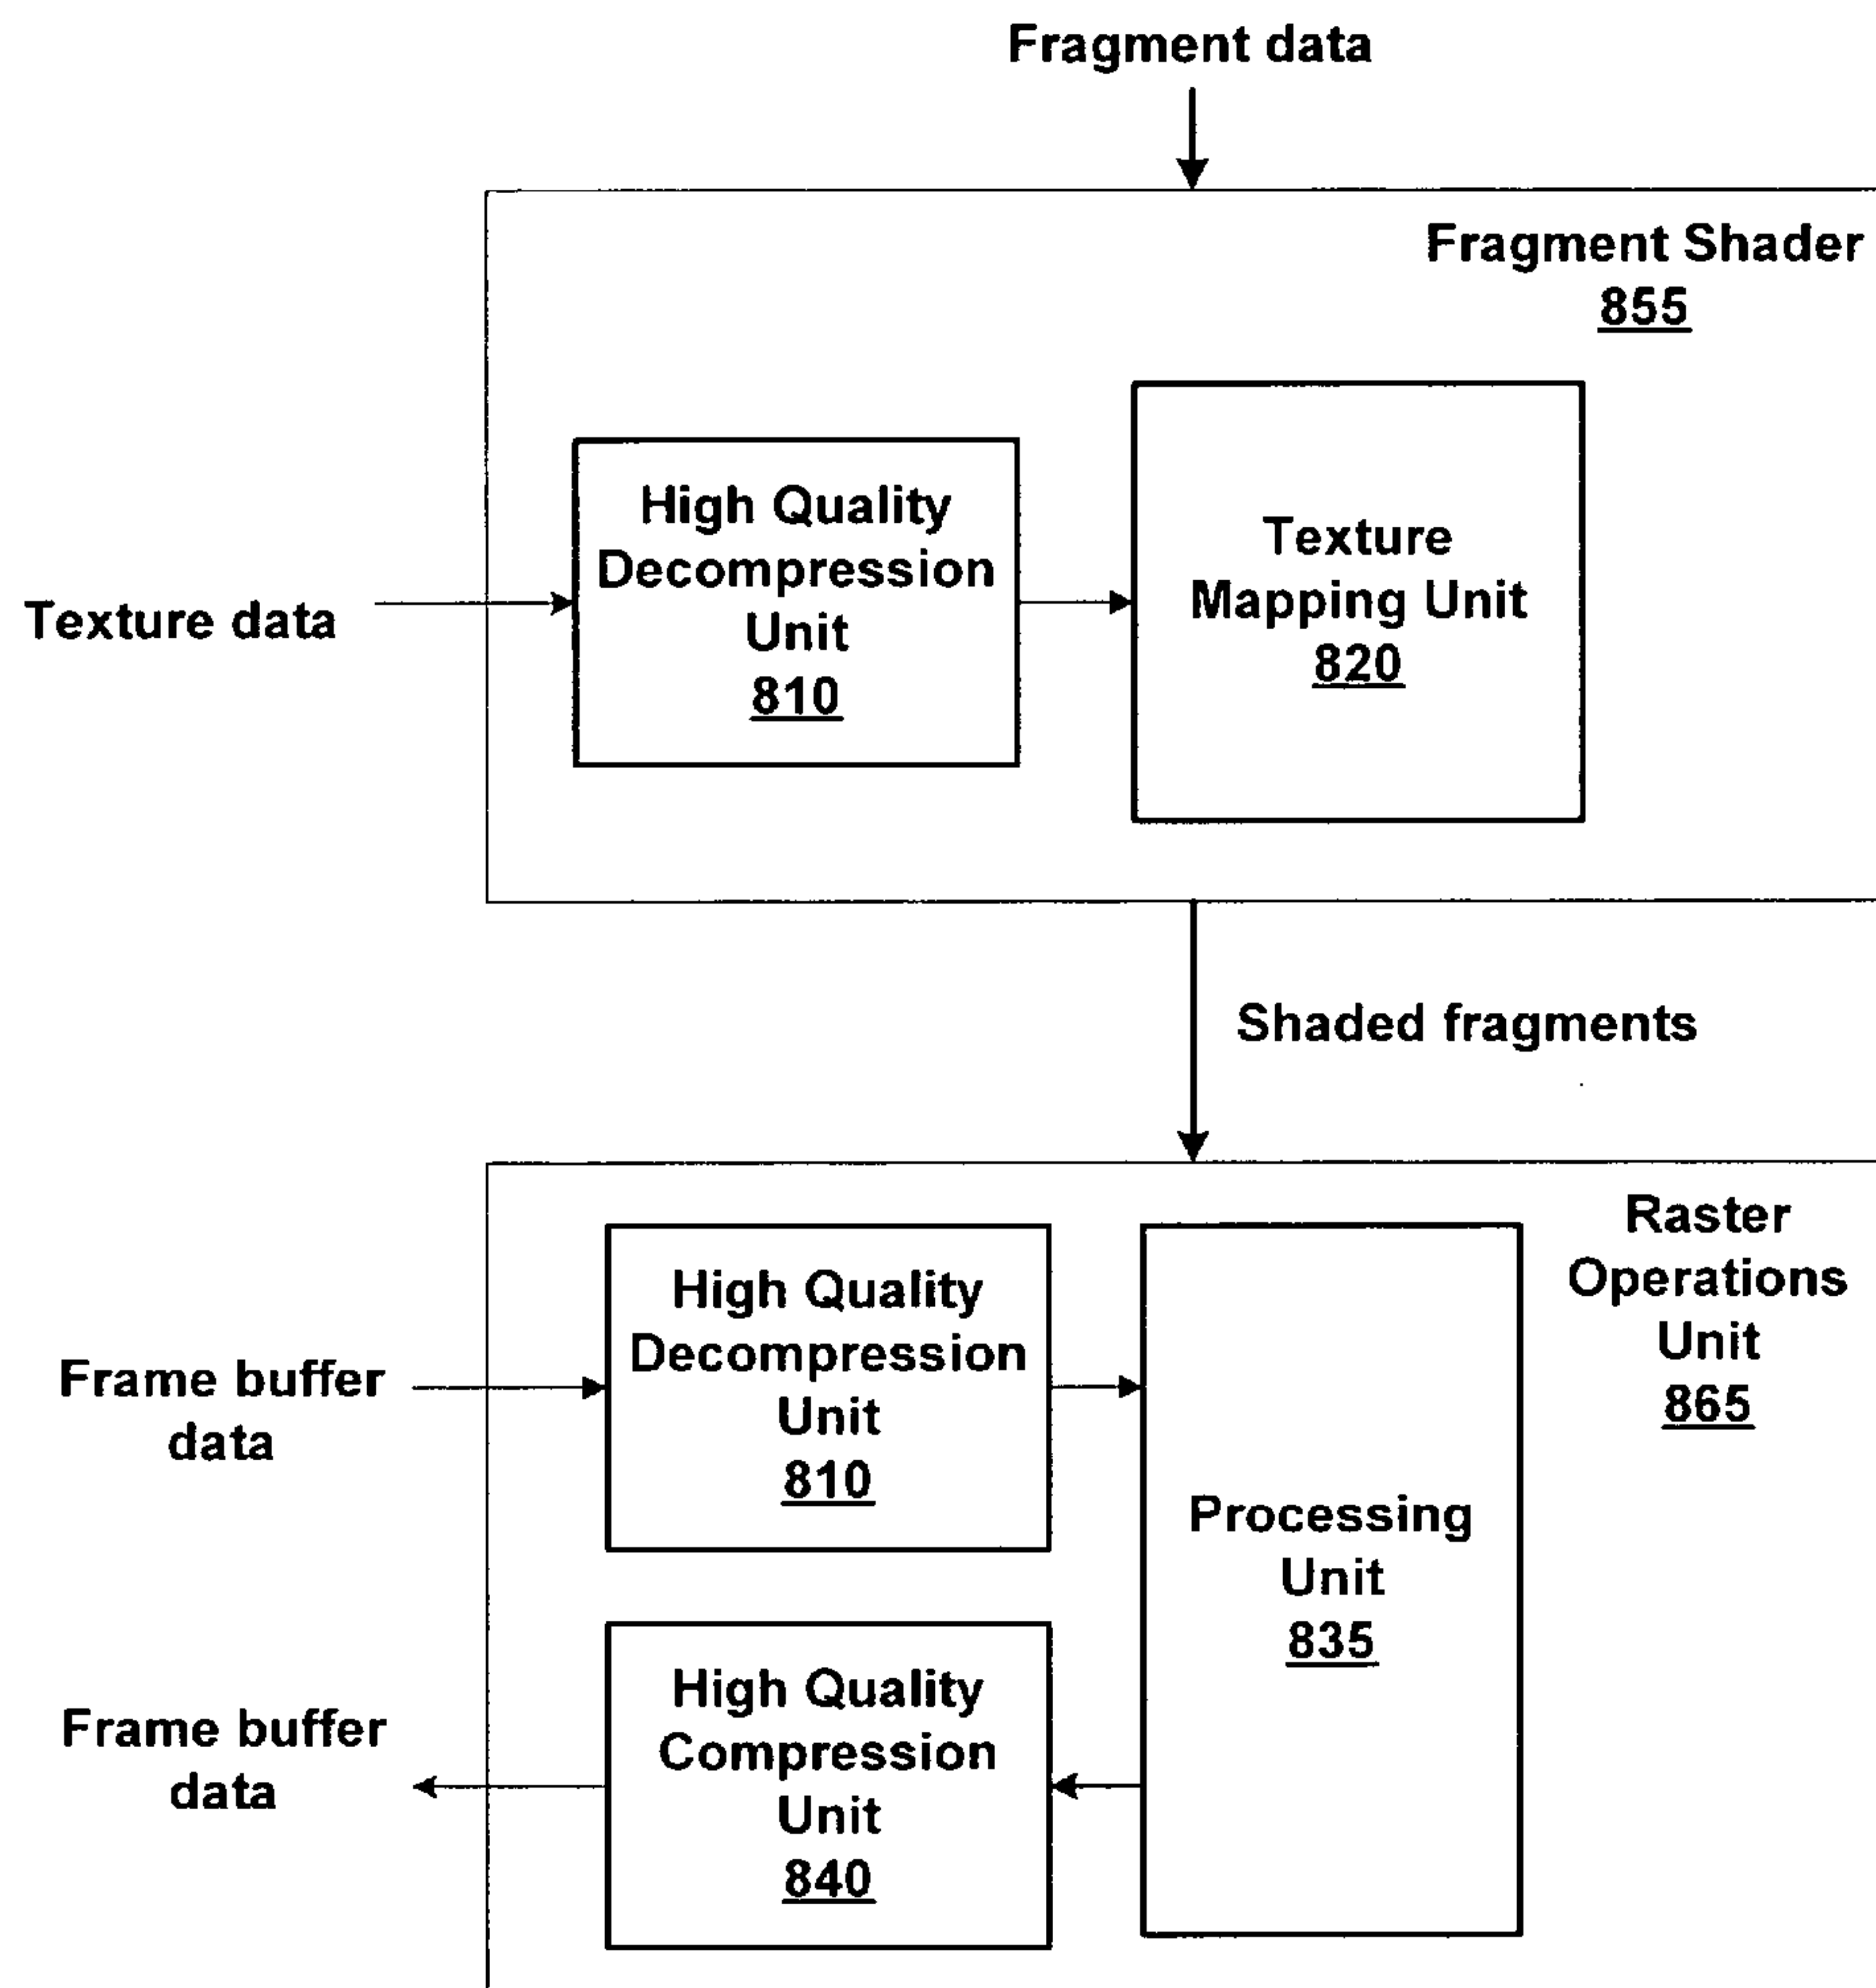 Fragment data
Fragment Shader
855
High Quality
Decompression
Unit
810
Texture
Mapping Unit
820
Texture data
Shaded fragments
Raster
Operations
Unit
865
High Quality
Decompression
Unit
810
Frame buffer
data
Processing
Unit
835
High Quality
Compression
Unit
840
Frame buffer
data